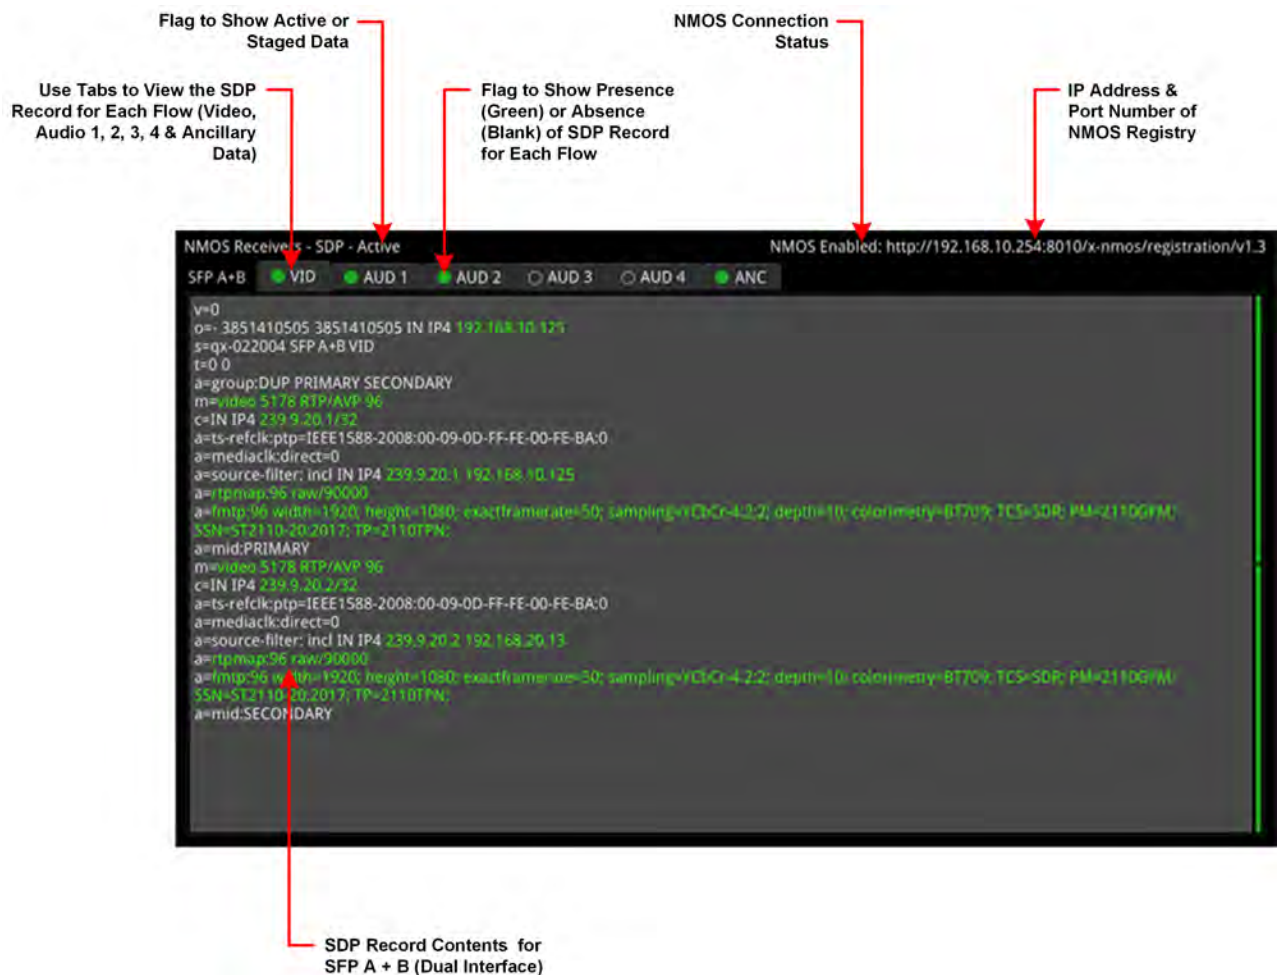 Flag to Show Active or
Staged Data
NMOS Connection
Status
Use Tabs to View the SDP
Record for Each Flow (Video,
Audio 1, 2, 3, 4 & Ancillary
Data)
Flag to Show Presence
(Green) or Absence
(Blank) of SDP Record
for Each Flow
IP Address &
Port Number of
NMOS Registry
NMOS Receivers - SDP - Active
NMOS Enabled: http://192.168.10.254:8010/x-nmos/registration/v1.3
SFP A+B VID AUD 1 AUD 2 AUD 3 AUD 4 ANC
v=0
o=- 3851410505 3851410505 IN IP4 192.168.10.125
s=qx-022004 SFP A+B VID
t=0 0
a=group:DUP PRIMARY SECONDARY
m=video 5178 RTP/AVP 96
c=IN IP4 239.9.20.1/32
a=ts-refclk:ptp=IEEE1588-2008:00-09-0D-FF-FE-00-FE-BA:0
a=mediaclk:direct=0
a=source-filter: incl IN IP4 239.9.20.1 192.168.10.125
a=rtpmap:96 raw/90000
a=fmtp:96 width=1920; height=1080; exactframerate=50; sampling=YCbCr-4:2:2; depth=10; colorimetry=BT709; TCS=SDR; PM=2110GPM;
SSN=ST2110-20:2017; TP=2110TPN;
a=mid:PRIMARY
m=video 5178 RTP/AVP 96
c=IN IP4 239.9.20.2/32
a=ts-refclk:ptp=IEEE1588-2008:00-09-0D-FF-FE-00-FE-BA:0
a=mediaclk:direct=0
a=source-filter: incl IN IP4 239.9.20.2 192.168.20.13
a=rtpmap:96 raw/90000
a=fmtp:96 width=1920; height=1080; exactframerate=50; sampling=YCbCr-4:2:2; depth=10; colorimetry=BT709; TCS=SDR; PM=2110GPM;
SSN=ST2110-20:2017; TP=2110TPN;
a=mid:SECONDARY
SDP Record Contents for
SFP A + B (Dual Interface)